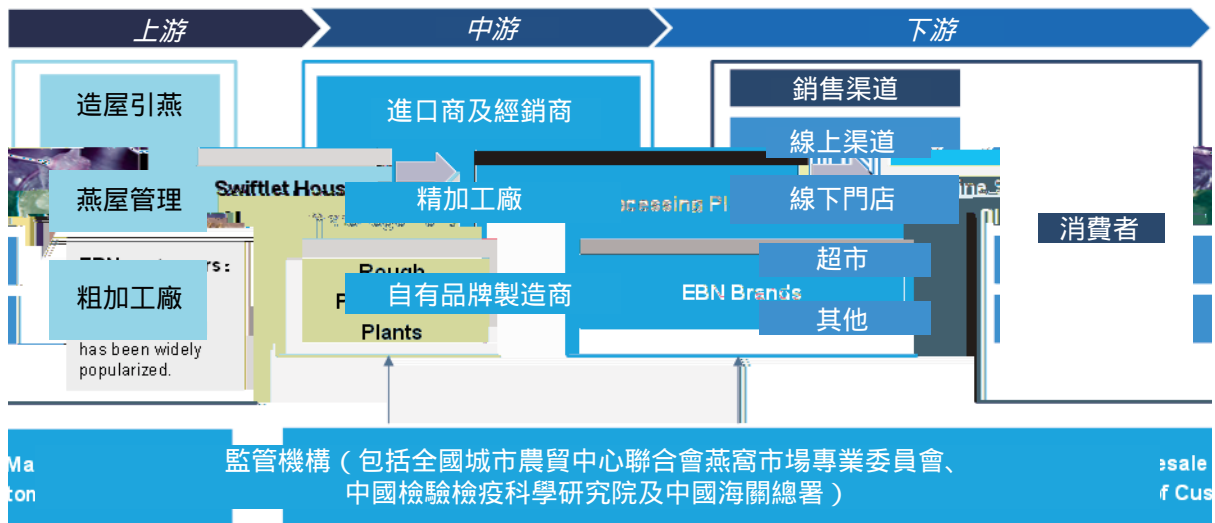 上游
中游
下游
造屋引燕
燕屋管理
粗加工廠
Swiftlet Hous
進口商及經銷商
精加工廠
自有品牌製造商
Plants
has been widely
popularized.
EBN Brands
銷售渠道
線上渠道
線下門店
超市
其他
消費者
監管機構(包括全國城市農貿中心聯合會燕窩市場專業委員會、
中國檢驗檢疫科學研究院及中國海關總署)